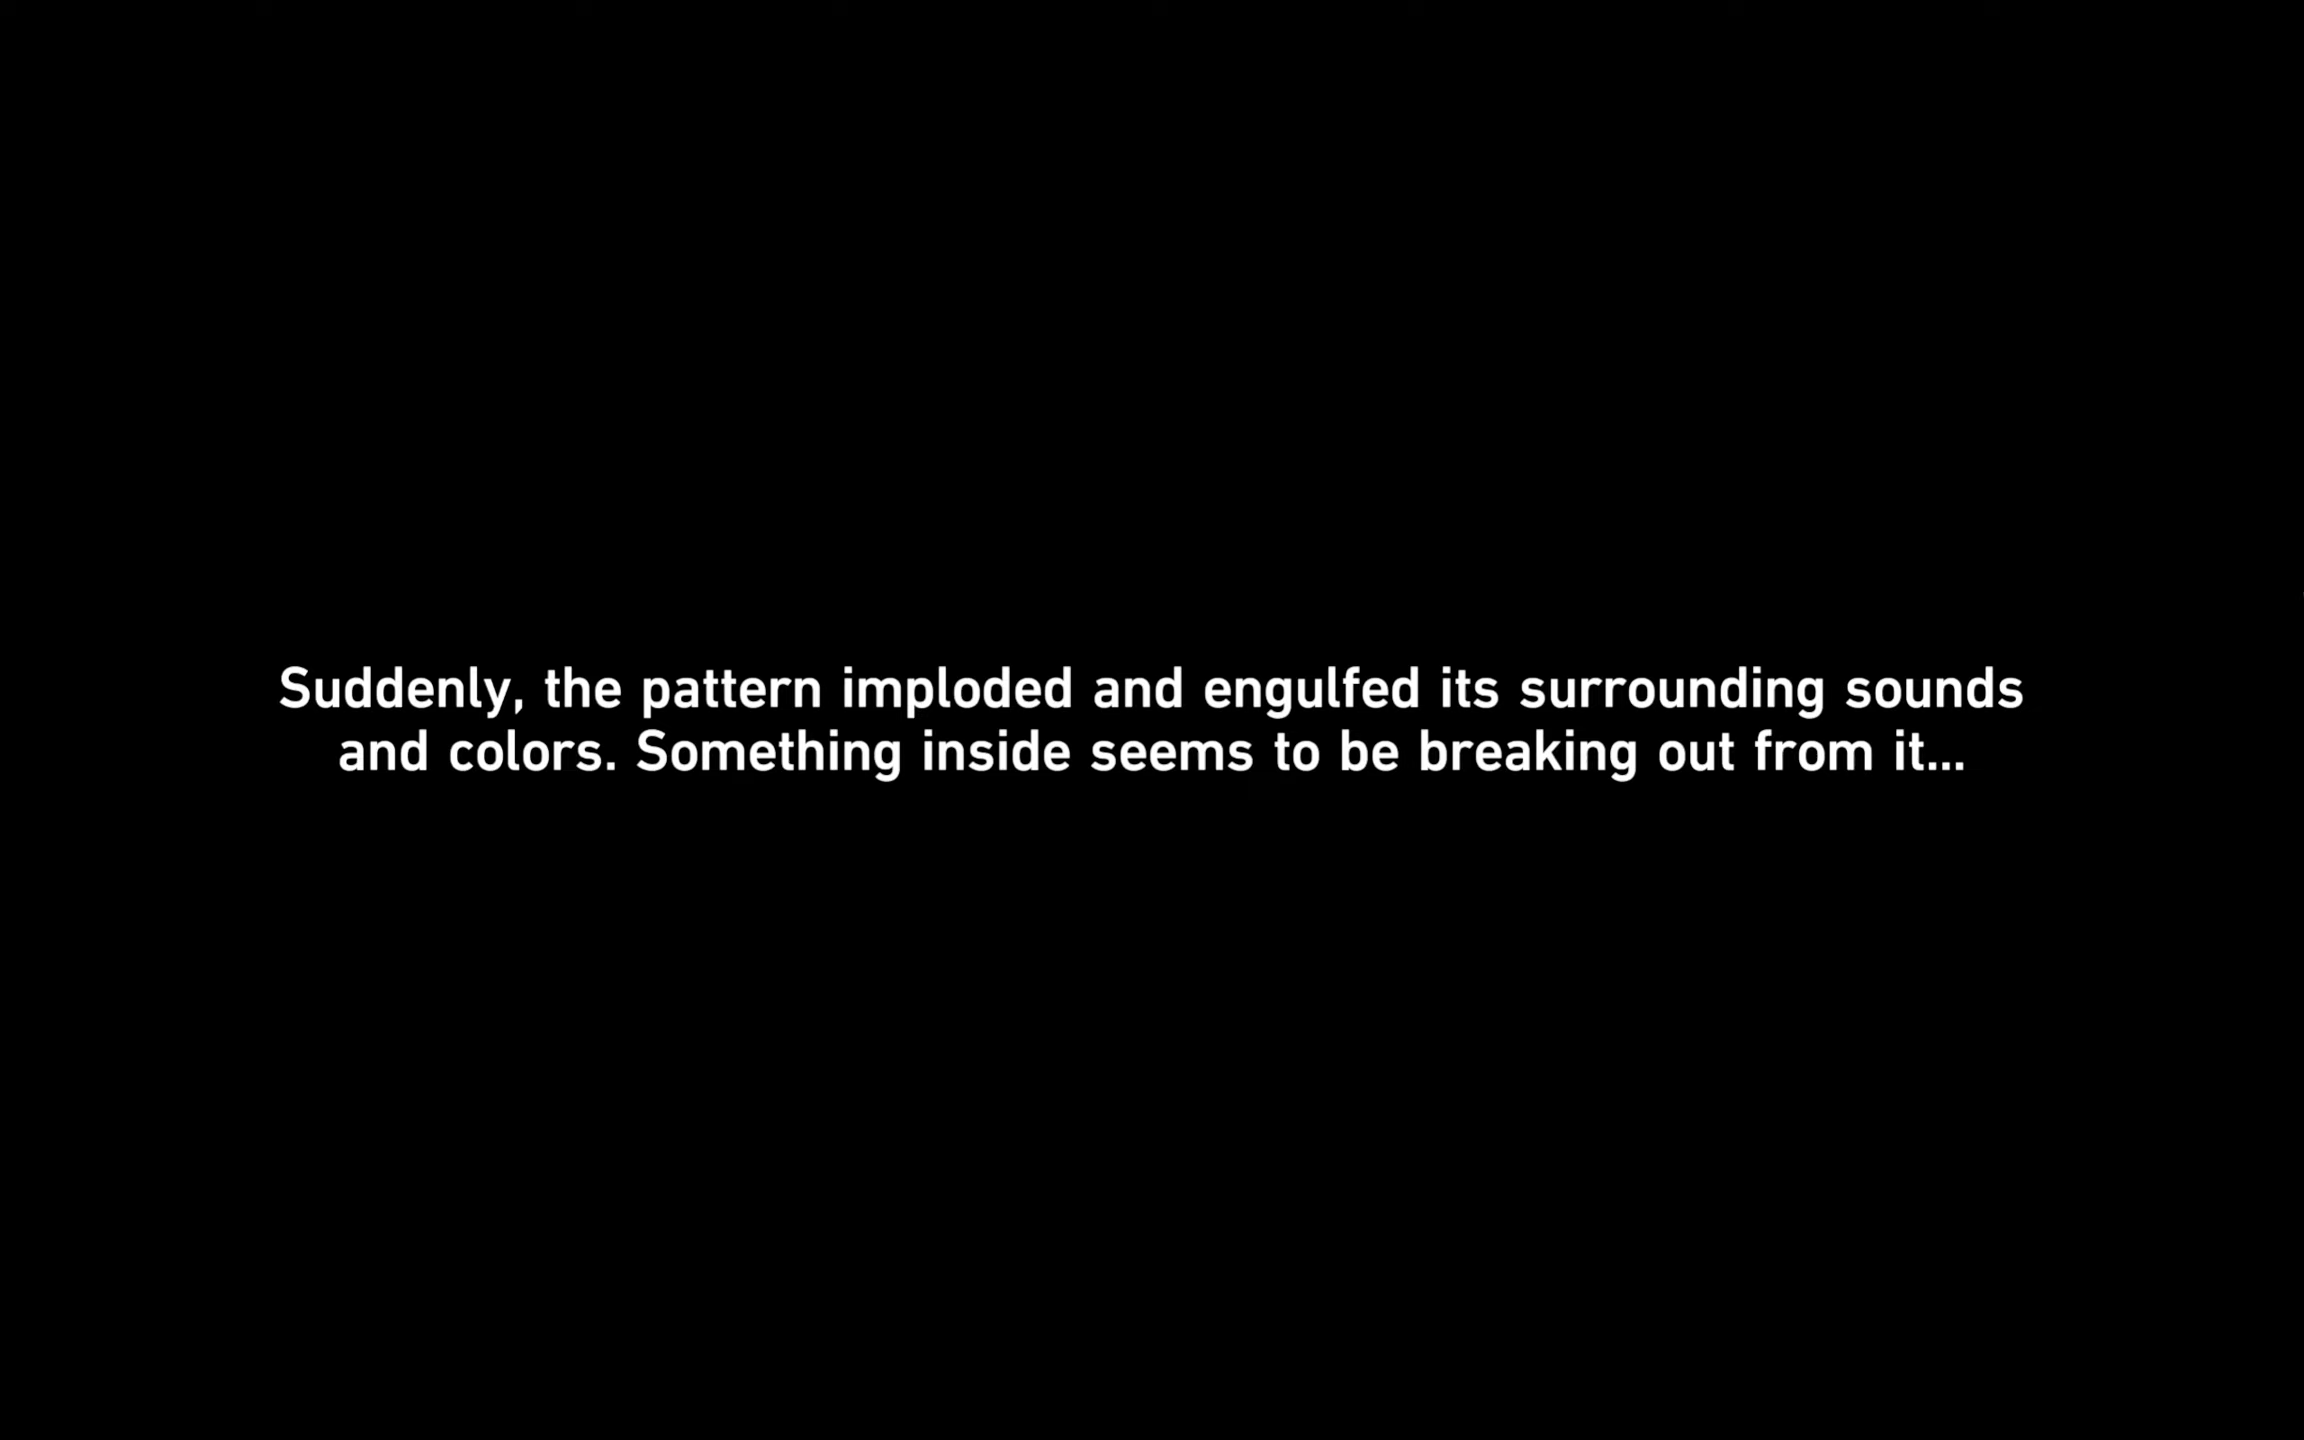 Suddenly, the pattern imploded and engulfed its surrounding sounds
and colors. Something inside seems to be breaking out from it...